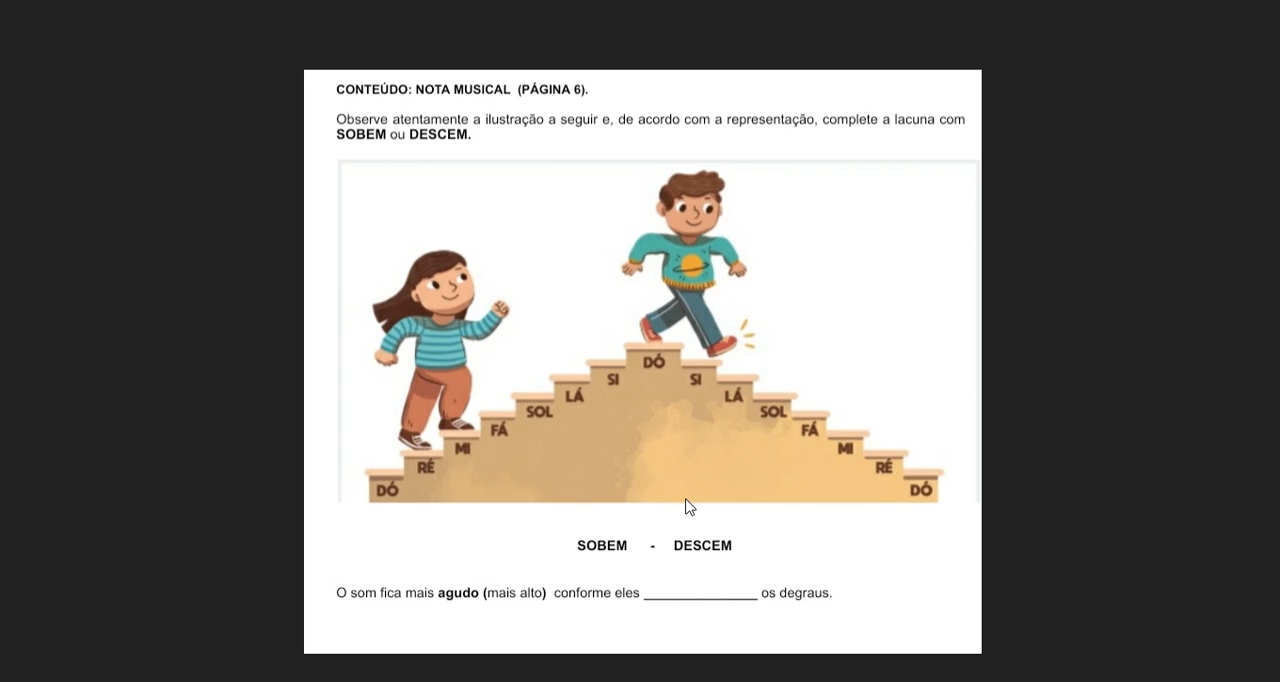 CONTEÚDO: NOTA MUSICAL (PÁGINA 6).
Observe atentamente a ilustração a seguir e, de acordo com a representação, complete a lacuna com
SOBEM ou DESCEM.
DÓ
RÉ
MI
FÁ
SOL
LÁ
SI
DÓ
SI
LÁ
SOL
FÁ
MI
RÉ
DÓ
SOBEM - DESCEM
O som fica mais agudo (mais alto) conforme eles _______________ os degraus.